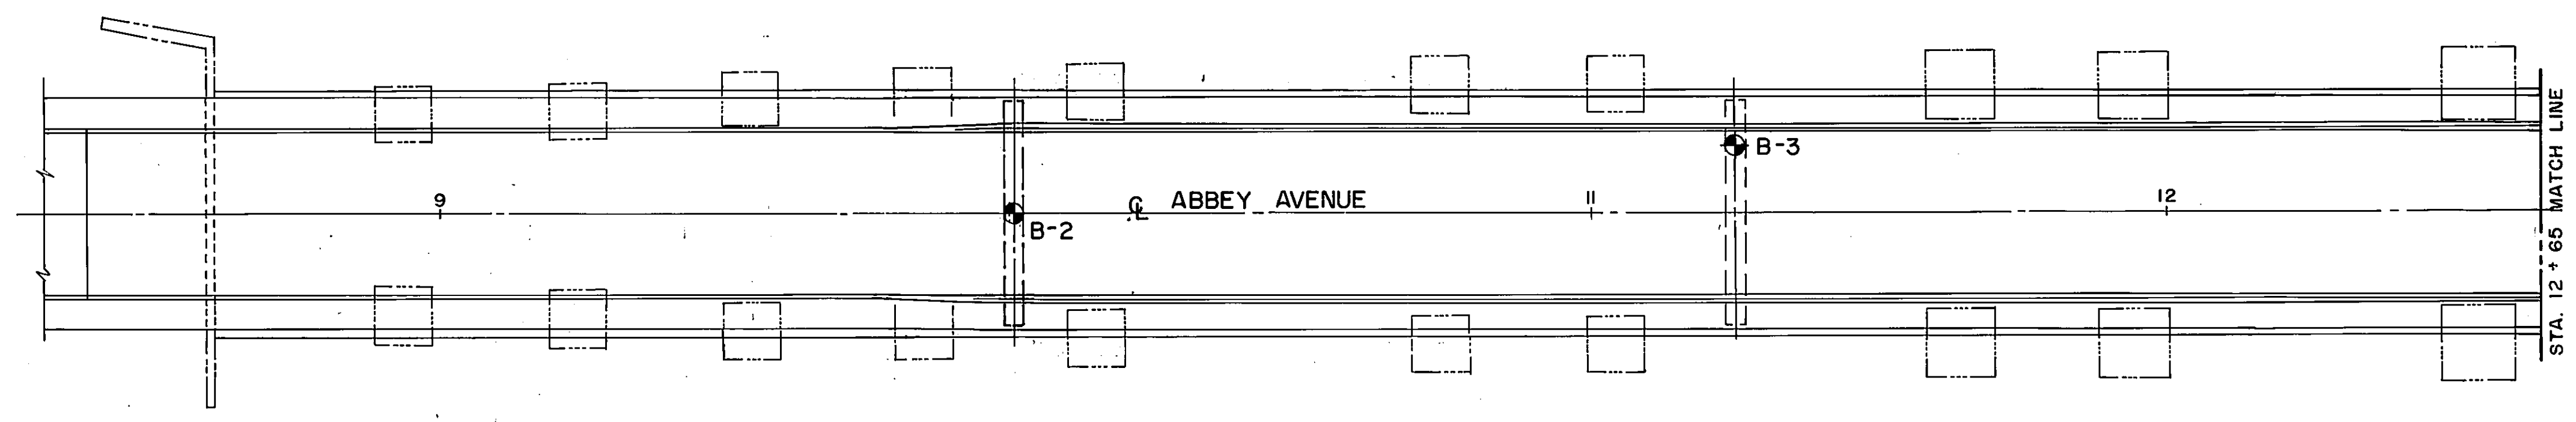 9
B-2
℄ ABBEY AVENUE
11
B-3
12
STA. 12 + 65 MATCH LINE